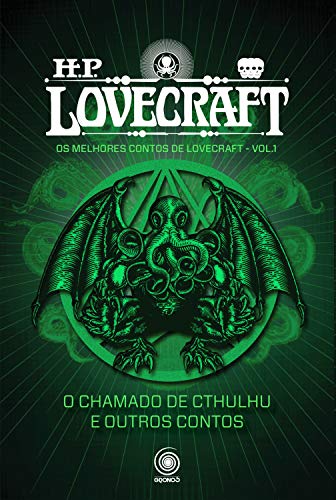 H.P.
LOVECRAFT
OS MELHORES CONTOS DE LOVECRAFT - VOL.1
O CHAMADO DE CTHULHU
E OUTROS CONTOS